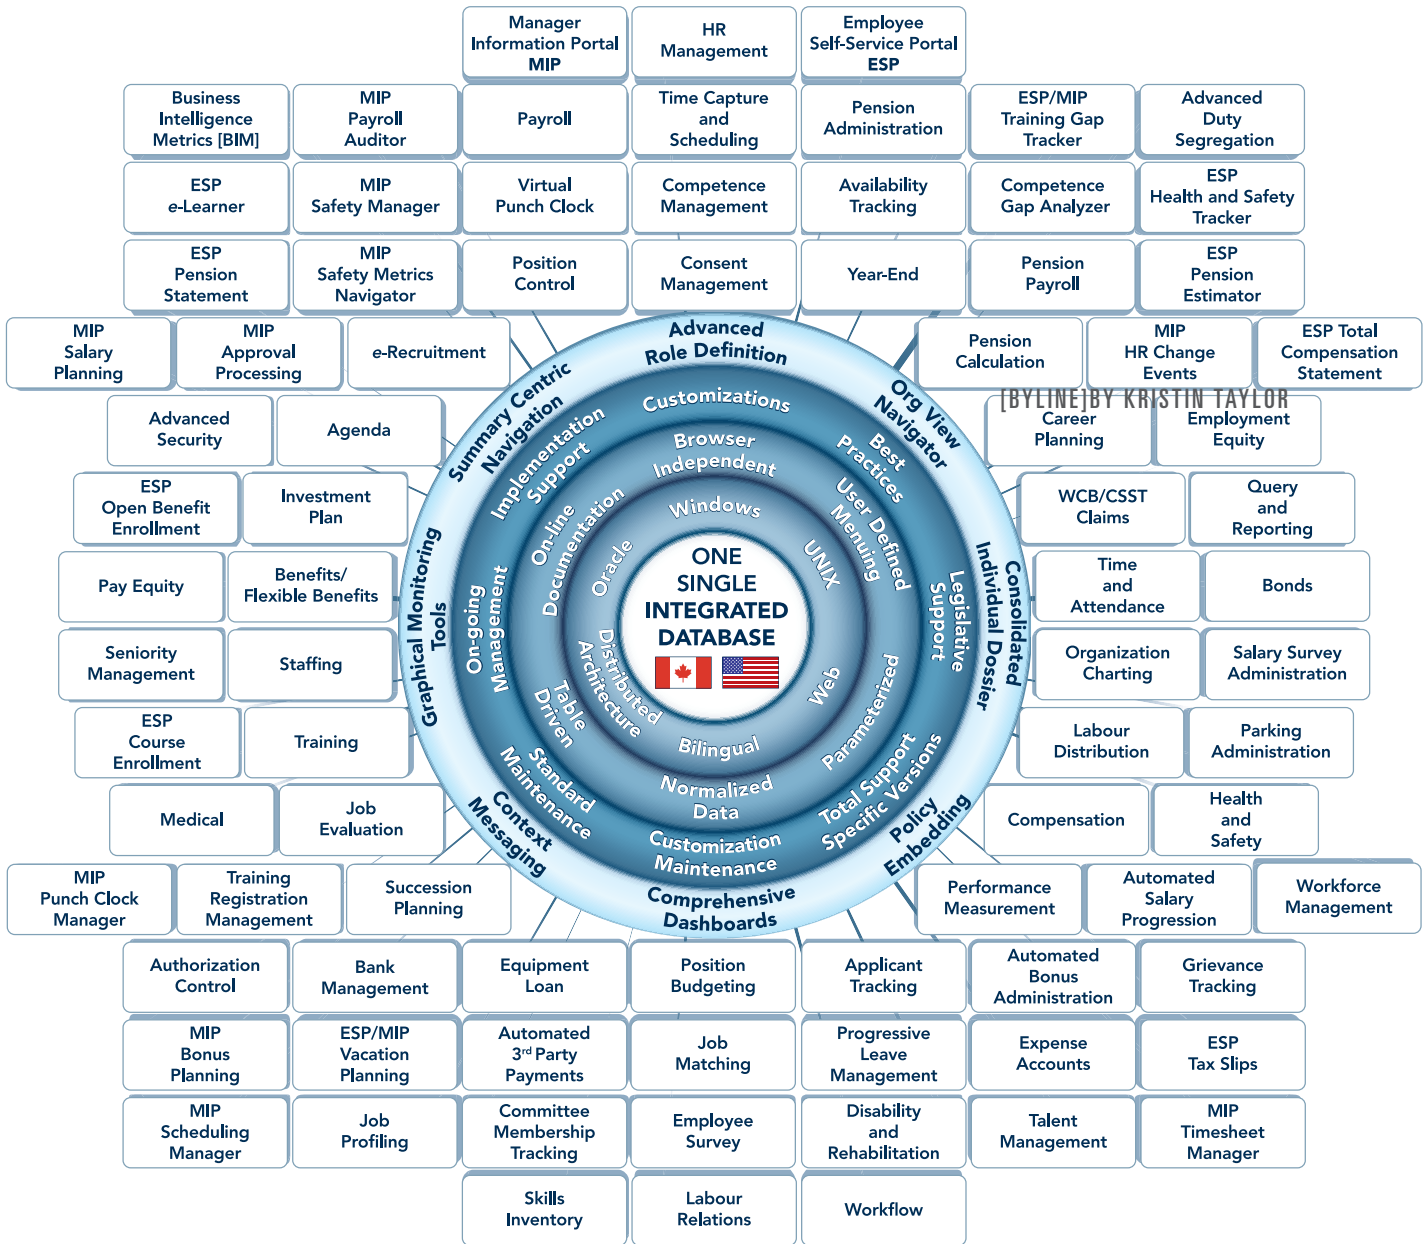 Manager
Information Portal
MIP
HR
Management
Employee
Self-Service Portal
ESP
Business
Intelligence
Metrics [BIM]
MIP
Payroll
Auditor
Payroll
Time Capture
and
Scheduling
Pension
Administration
ESP/MIP
Training Gap
Tracker
Advanced
Duty
Segregation
ESP
e-Learner
MIP
Safety Manager
Virtual
Punch Clock
Competence
Management
Availability
Tracking
Competence
Gap Analyzer
ESP
Health and Safety
Tracker
ESP
Pension
Statement
MIP
Safety Metrics
Navigator
Position
Control
Consent
Management
Year-End
Pension
Payroll
ESP
Pension
Estimator
MIP
Salary
Planning
MIP
Approval
Processing
e-Recruitment
Pension
Calculation
MIP
HR Change
Events
ESP Total
Compensation
Statement
[BYLINE]BY KRISTIN TAYLOR
Advanced
Security
Agenda
Career
Planning
Employment
Equity
ESP
Open Benefit
Enrollment
Investment
Plan
WCB/CSST
Claims
Query
and
Reporting
Pay Equity
Benefits/
Flexible Benefits
Time
and
Attendance
Bonds
Seniority
Management
Staffing
Organization
Charting
Salary Survey
Administration
ESP
Course
Enrollment
Training
Labour
Distribution
Parking
Administration
Medical
Job
Evaluation
Compensation
Health
and
Safety
MIP
Punch Clock
Manager
Training
Registration
Management
Succession
Planning
Performance
Measurement
Automated
Salary
Progression
Workforce
Management
Authorization
Control
Bank
Management
Equipment
Loan
Position
Budgeting
Applicant
Tracking
Automated
Bonus
Administration
Grievance
Tracking
MIP
Bonus
Planning
ESP/MIP
Vacation
Planning
Automated
3rd Party
Payments
Job
Matching
Progressive
Leave
Management
Expense
Accounts
ESP
Tax Slips
MIP
Scheduling
Manager
Job
Profiling
Committee
Membership
Tracking
Employee
Survey
Disability
and
Rehabilitation
Talent
Management
MIP
Timesheet
Manager
Skills
Inventory
Labour
Relations
Workflow
Advanced
Role Definition
Org View
Navigator
Consolidated
Individual Dossier
Policy
Embedding
Comprehensive
Dashboards
Context
Messaging
Graphical Monitoring
Tools
Summary Centric
Navigation
Customizations
Best
Practices
Legislative
Support
Total Support
Specific Versions
Customization
Maintenance
Standard
Maintenance
On-going
Management
Implementation
Support
Browser
Independent
User Defined
Menuing
Parameterized
Normalized
Data
Table
Driven
On-line
Documentation
Windows
UNIX
Web
Bilingual
Distributed
Architecture
Oracle
ONE
SINGLE
INTEGRATED
DATABASE